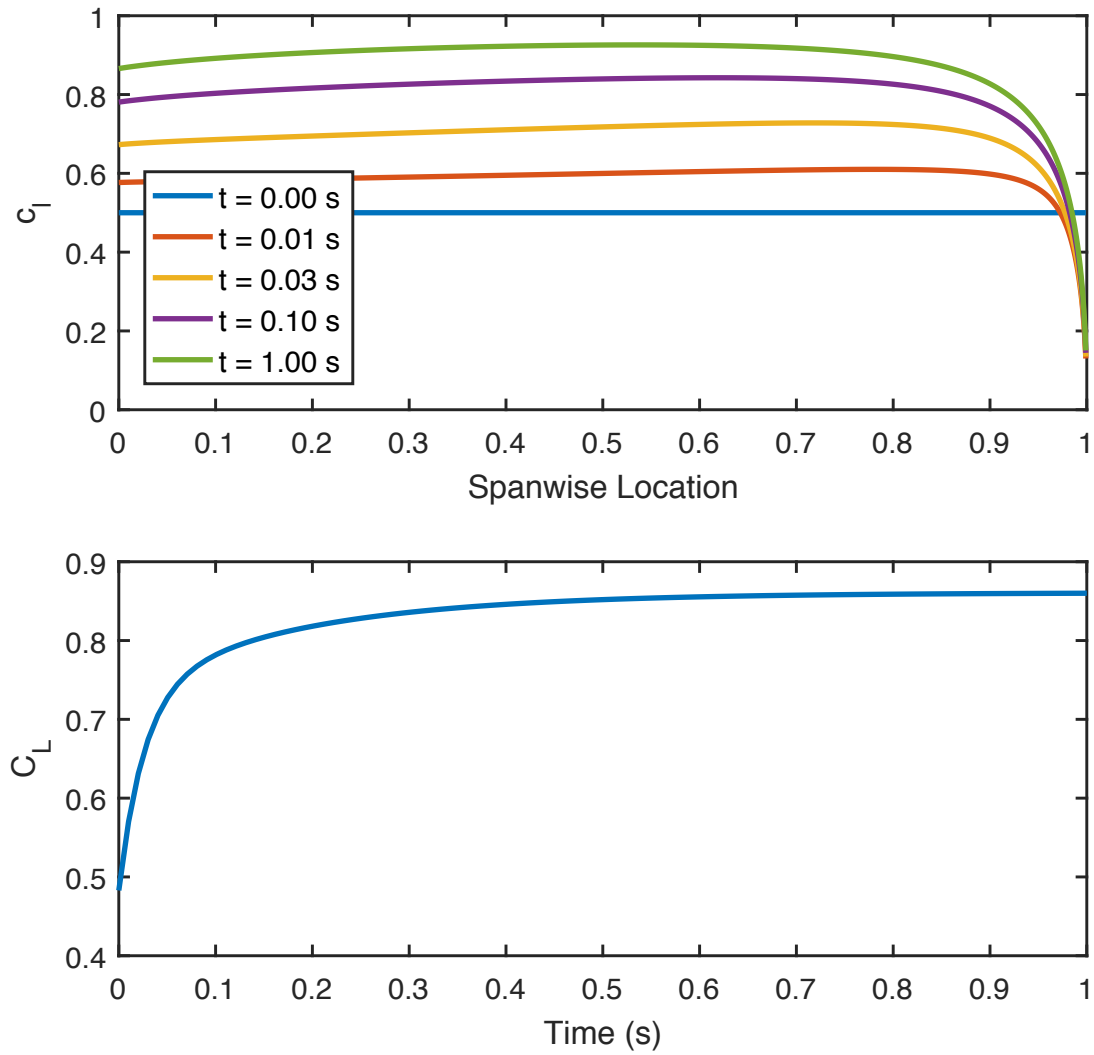 1
0.8
0.6
0.4
0.2
0
c_l
t = 0.00 s
t = 0.01 s
t = 0.03 s
t = 0.10 s
t = 1.00 s
0 0.1 0.2 0.3 0.4 0.5 0.6 0.7 0.8 0.9 1
Spanwise Location
0.9
0.8
0.7
0.6
0.5
0.4
C_L
0 0.1 0.2 0.3 0.4 0.5 0.6 0.7 0.8 0.9 1
Time (s)